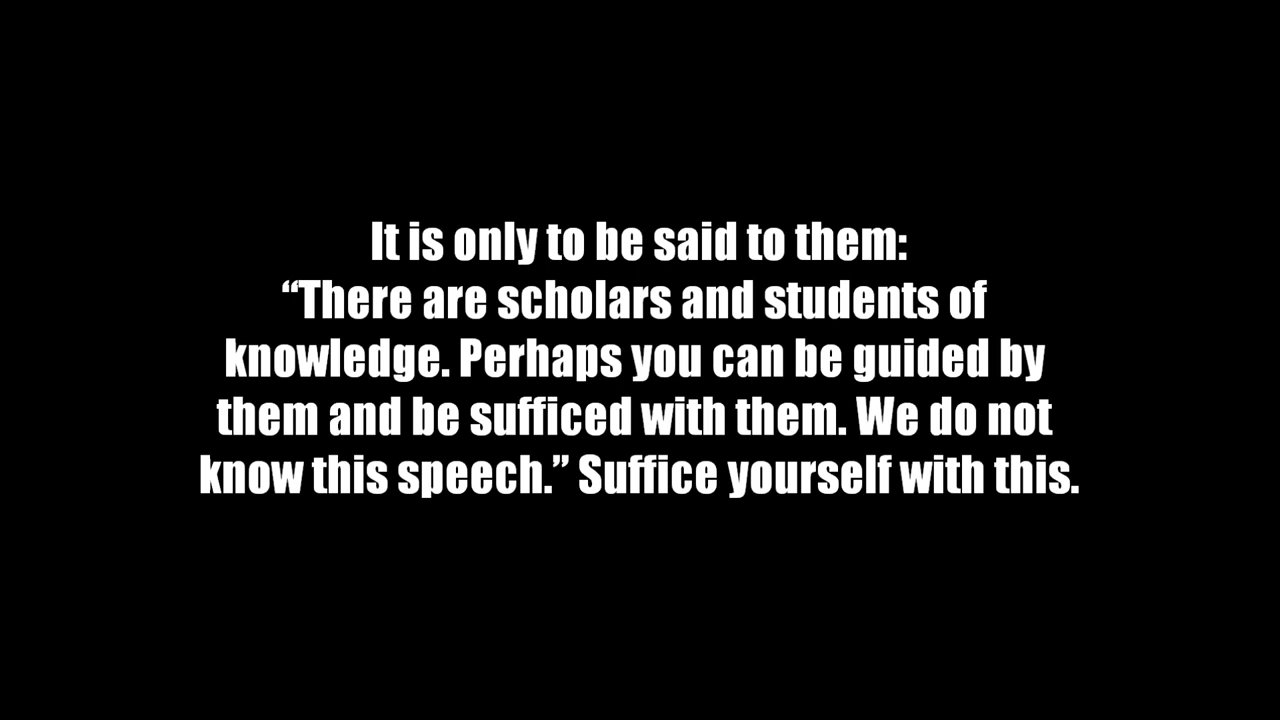 It is only to be said to them:
“There are scholars and students of
knowledge. Perhaps you can be guided by
them and be sufficed with them. We do not
know this speech.” Suffice yourself with this.